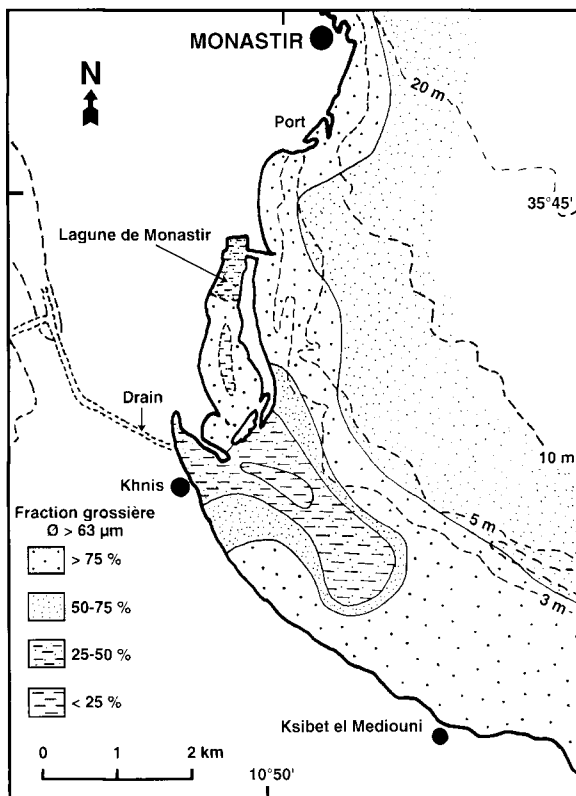 MONASTIR
N
20 m
Port
35°45'
Lagune de Monastir
Drain
10 m
Khnis
5 m
Fraction grossière
Ø > 63 µm
3 m
> 75 %
50-75 %
25-50 %
< 25 %
Ksibet el Mediouni
0 1 2 km
10°50'